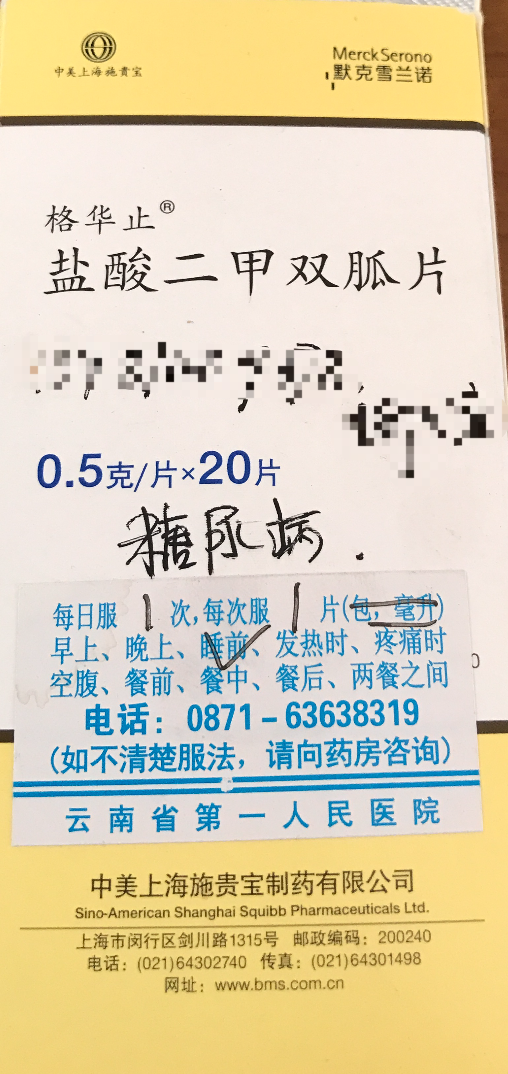 中美上海施贵宝
MerckSerono
默克雪兰诺
格华止®
盐酸二甲双胍片
0.5克/片×20片
糖尿病.
每日服1次,每次服1片(包,毫升)
早上、晚上、睡前、发热时、疼痛时
空腹、餐前、餐中、餐后、两餐之间
电话:0871-63638319
(如不清楚服法,请向药房咨询)
云南省第一人民医院
中美上海施贵宝制药有限公司
Sino-American Shanghai Squibb Pharmaceuticals Ltd.
上海市闵行区剑川路1315号 邮政编码:200240
电话:(021)64302740 传真:(021)64301498
网址:www.bms.com.cn